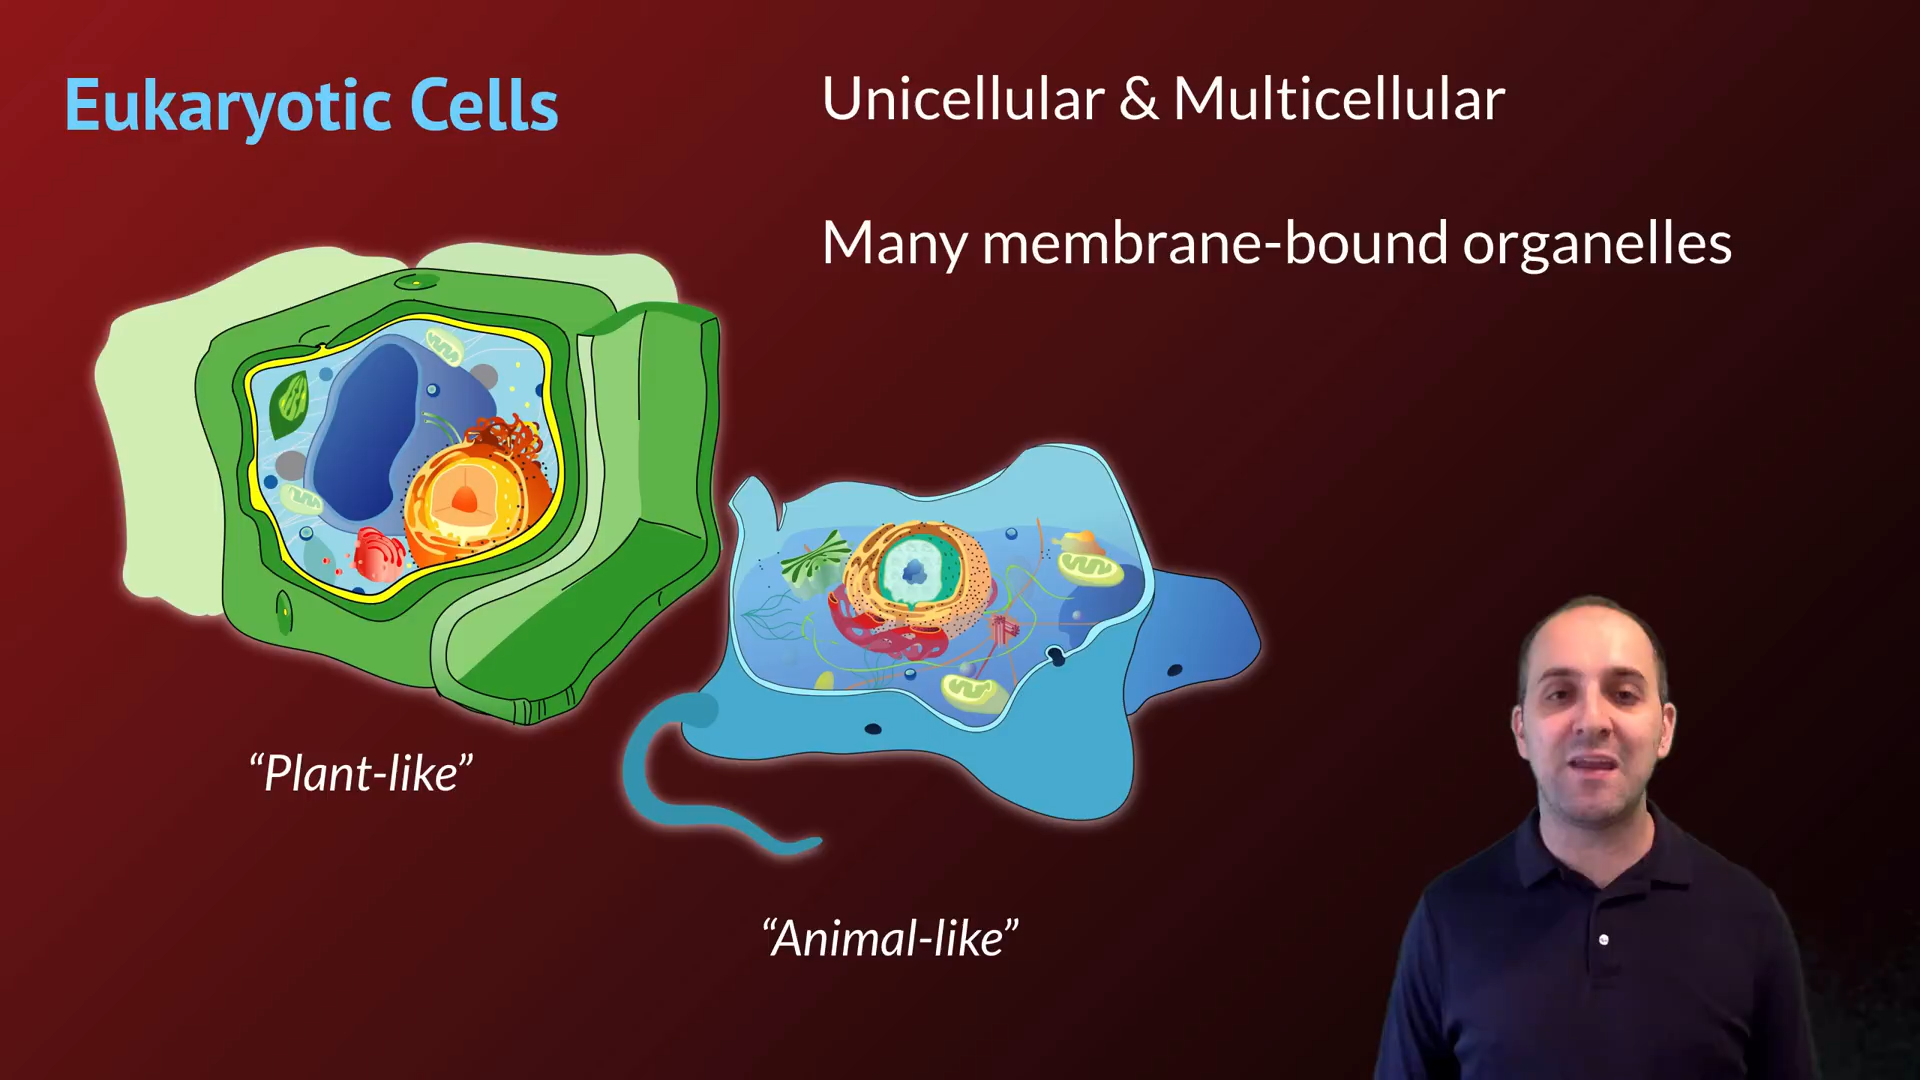 Eukaryotic Cells
Unicellular & Multicellular
Many membrane-bound organelles
“Plant-like”
“Animal-like”